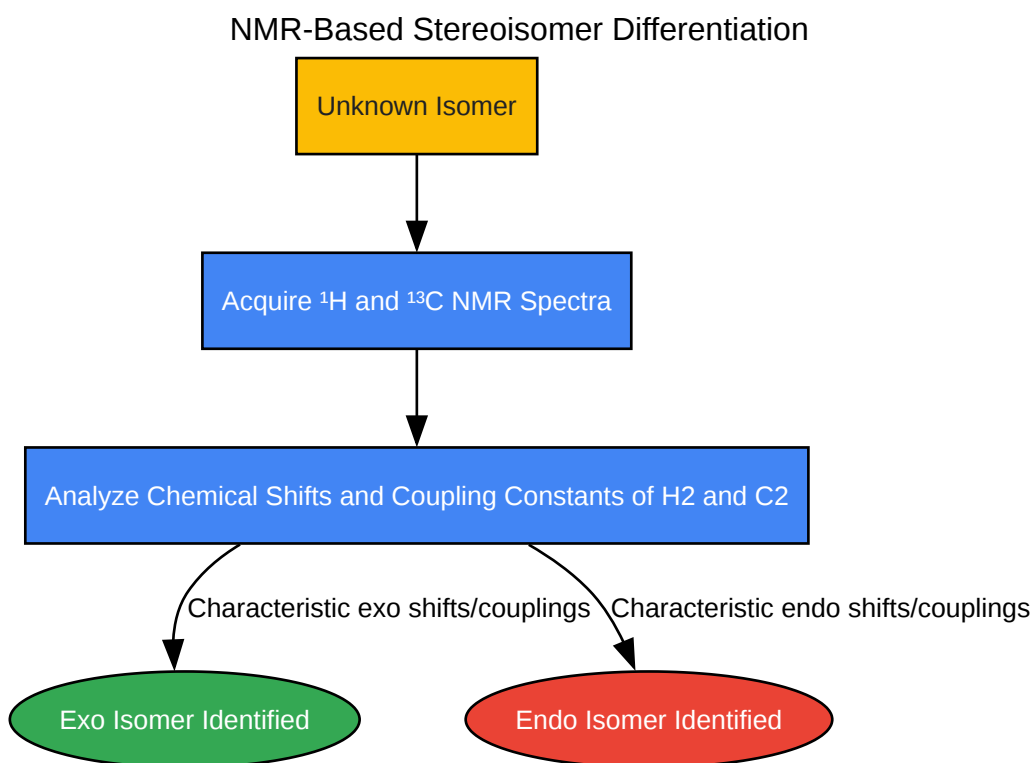 NMR-Based Stereoisomer Differentiation
Unknown Isomer
Acquire ¹H and ¹³C NMR Spectra
Analyze Chemical Shifts and Coupling Constants of H2 and C2
Characteristic exo shifts/couplings
Characteristic endo shifts/couplings
Exo Isomer Identified
Endo Isomer Identified